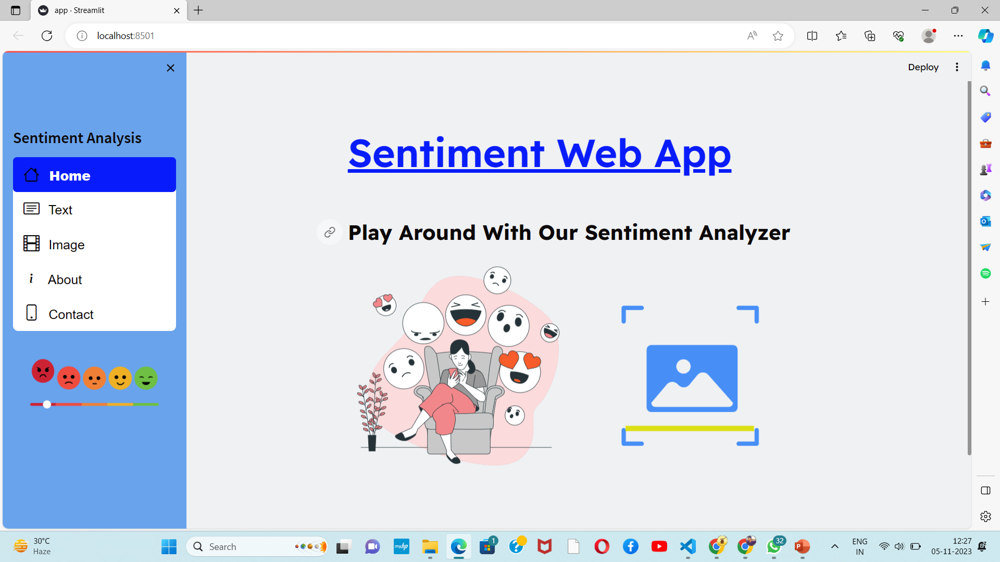 app · Streamlit
localhost:8501
Deploy
Sentiment Analysis
Home
Text
Image
About
Contact
Sentiment Web App
Play Around With Our Sentiment Analyzer
30°C
Haze
Search
myhp
1
32
ENG
IN
12:27
05-11-2023